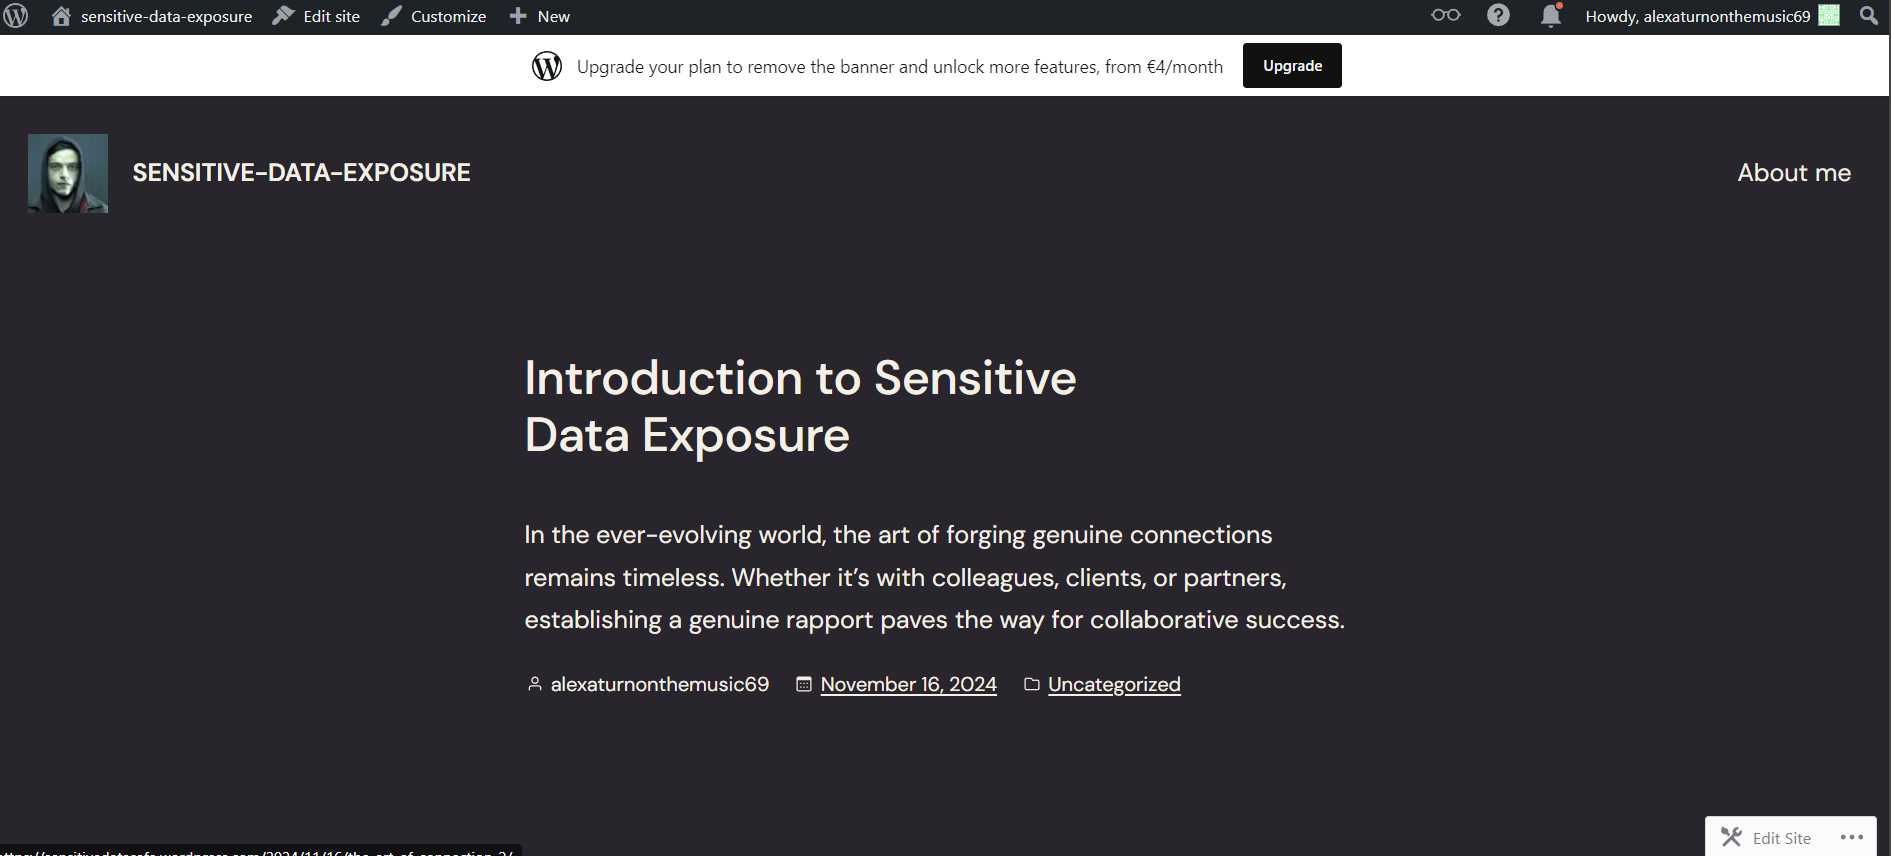 sensitive-data-exposure Edit site Customize New Howdy, alexaturnonthemusic69
Upgrade your plan to remove the banner and unlock more features, from €4/month Upgrade
SENSITIVE-DATA-EXPOSURE About me
Introduction to Sensitive
Data Exposure
In the ever-evolving world, the art of forging genuine connections
remains timeless. Whether it’s with colleagues, clients, or partners,
establishing a genuine rapport paves the way for collaborative success.
alexaturnonthemusic69 November 16, 2024 Uncategorized
Edit Site